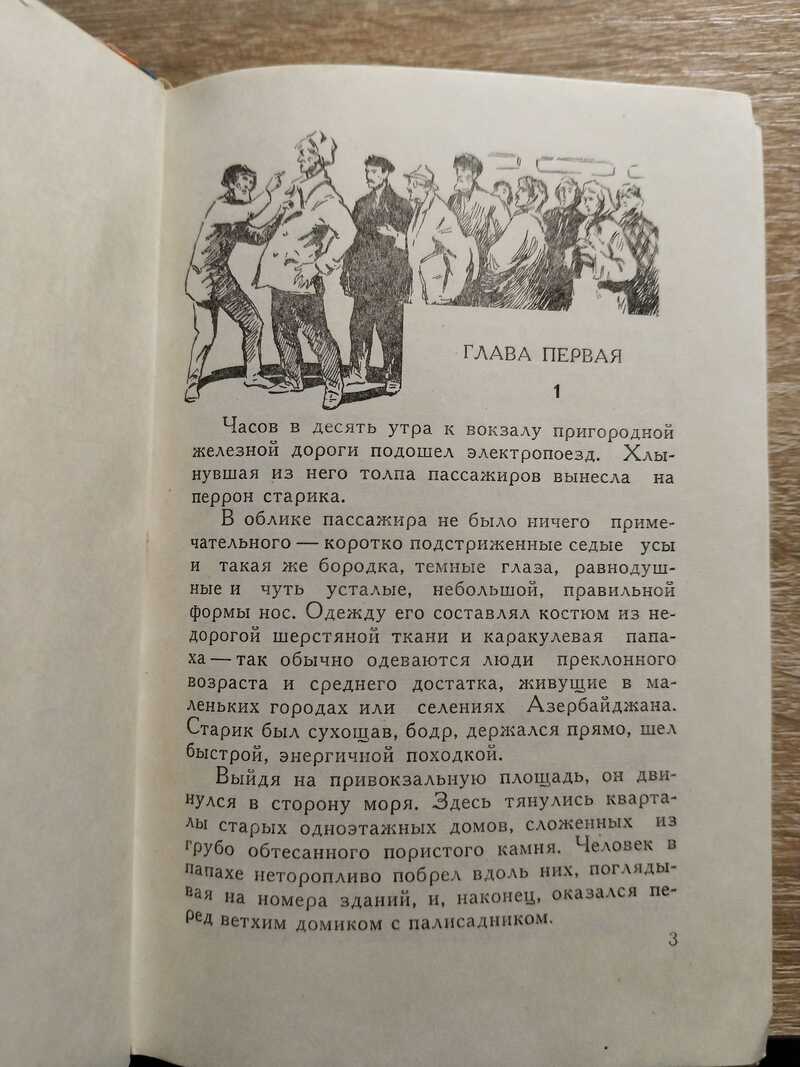 ГЛАВА ПЕРВАЯ
1
Часов в десять утра к вокзалу пригородной
железной дороги подошел электропоезд. Хлы-
нувшая из него толпа пассажиров вынесла на
перрон старика.
В облике пассажира не было ничего приме-
чательного — коротко подстриженные седые усы
и такая же бородка, темные глаза, равнодуш-
ные и чуть усталые, небольшой, правильной
формы нос. Одежду его составлял костюм из не-
дорогой шерстяной ткани и каракулевая папа-
ха — так обычно одеваются люди преклонного
возраста и среднего достатка, живущие в ма-
леньких городах или селениях Азербайджана.
Старик был сухощав, бодр, держался прямо, шел
быстрой, энергичной походкой.
Выйдя на привокзальную площадь, он дви-
нулся в сторону моря. Здесь тянулись кварта-
лы старых одноэтажных домов, сложенных из
грубо обтесанного пористого камня. Человек в
папахе неторопливо побрел вдоль них, погляды-
вая на номера зданий, и, наконец, оказался пе-
ред ветхим домиком с палисадником.
3